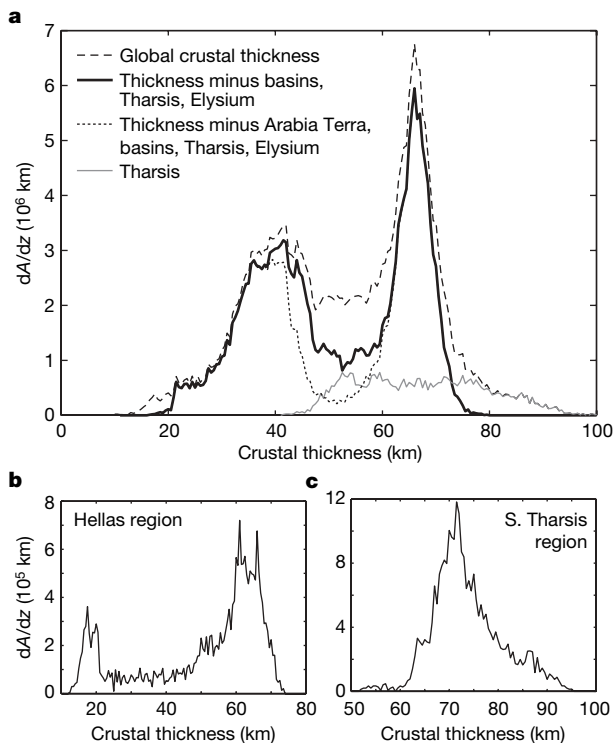 a
7
6
5
4
3
2
1
0
dA/dz (10⁶ km)
Global crustal thickness
Thickness minus basins,
Tharsis, Elysium
Thickness minus Arabia Terra,
basins, Tharsis, Elysium
Tharsis
0 20 40 60 80 100
Crustal thickness (km)
b
8
6
4
2
0
dA/dz (10⁵ km)
Hellas region
20 40 60 80
Crustal thickness (km)
c
12
8
4
0
S. Tharsis
region
50 60 70 80 90 100
Crustal thickness (km)